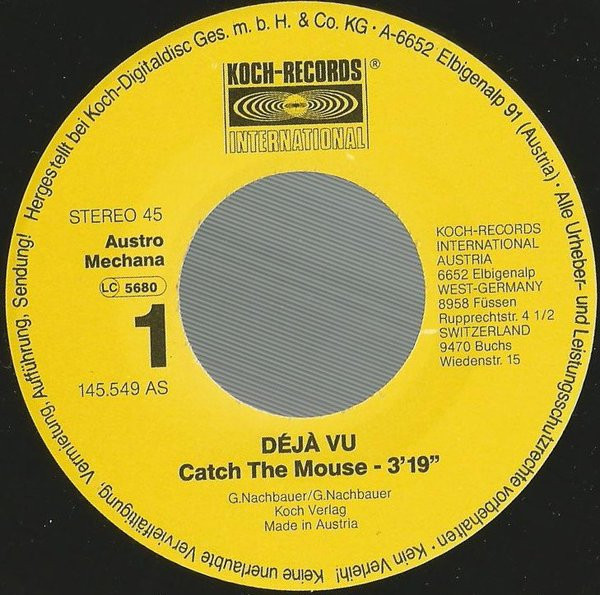 Hergestellt bei Koch-Digitaldisc Ges. m. b. H. & Co. KG · A-6652 Elbigenalp 91 (Austria) · Alle Urheber- und Leistungsschutzrechte vorbehalten · Kein Verleih! Keine unerlaubte Vervielfältigung, Vermietung, Aufführung, Sendung!
KOCH-RECORDS®
INTERNATIONAL
STEREO 45
Austro
Mechana
LC 5680
1
145.549 AS
KOCH-RECORDS
INTERNATIONAL
AUSTRIA
6652 Elbigenalp
WEST-GERMANY
8958 Füssen
Rupprechtstr. 4 1/2
SWITZERLAND
9470 Buchs
Wiedenstr. 15
DÉJÀ VU
Catch The Mouse - 3’19”
G.Nachbauer/G.Nachbauer
Koch Verlag
Made in Austria